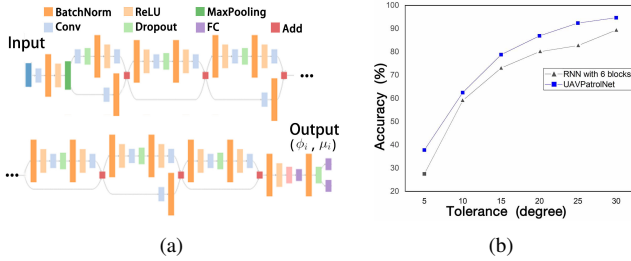 BatchNorm ReLU MaxPooling
Conv Dropout FC Add
Input
•••
Output
(ϕᵢ , μᵢ)
•••
(a)
100
90
80
70
60
50
40
30
20
Accuracy (%)
RNN with 6 blocks
UAVPatrolNet
5 10 15 20 25 30
Tolerance (degree)
(b)